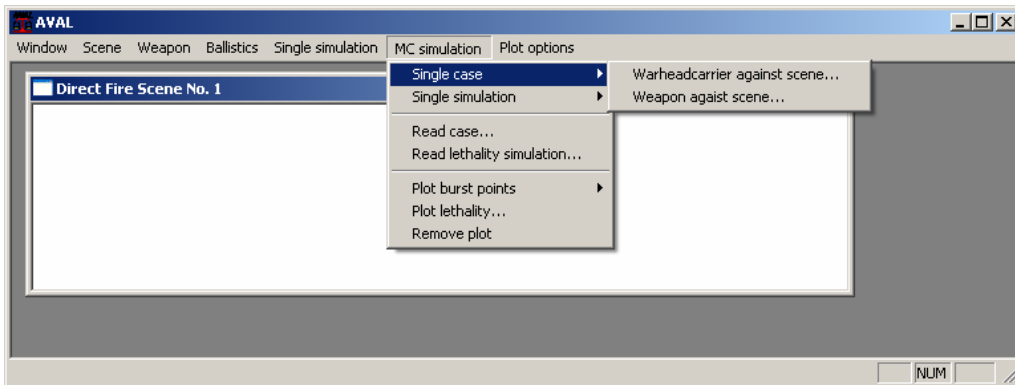 AVAL
Window Scene Weapon Ballistics Single simulation MC simulation Plot options
Single case Warheadcarrier against scene...
Direct Fire Scene No. 1 Single simulation Weapon agaist scene...
Read case...
Read lethality simulation...
Plot burst points
Plot lethality...
Remove plot
NUM